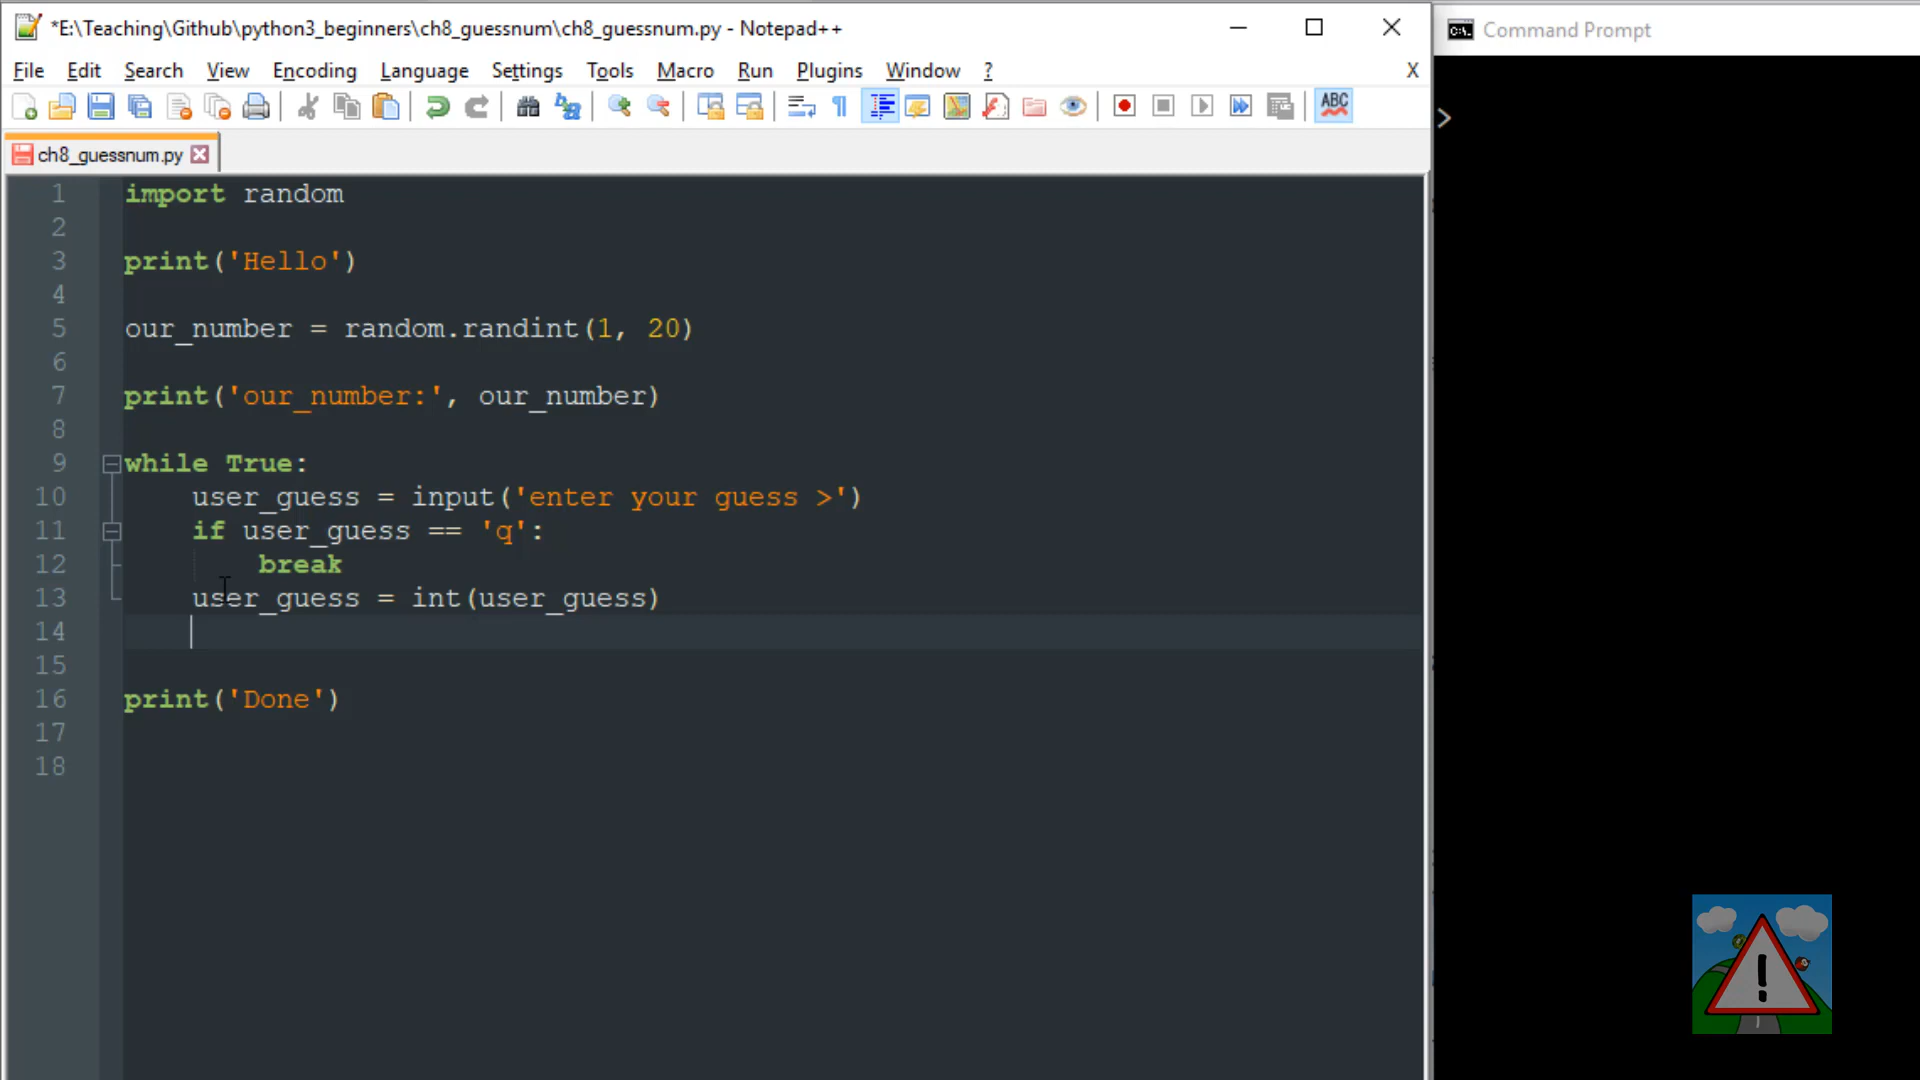 *E:\Teaching\Github\python3_beginners\ch8_guessnum\ch8_guessnum.py - Notepad++
Command Prompt
File Edit Search View Encoding Language Settings Tools Macro Run Plugins Window ? X
ABC
>
ch8_guessnum.py
1 import random
2
3 print('Hello')
4
5 our_number = random.randint(1, 20)
6
7 print('our_number:', our_number)
8
9 while True:
10     user_guess = input('enter your guess >')
11     if user_guess == 'q':
12         break
13     user_guess = int(user_guess)
14
15
16 print('Done')
17
18
!